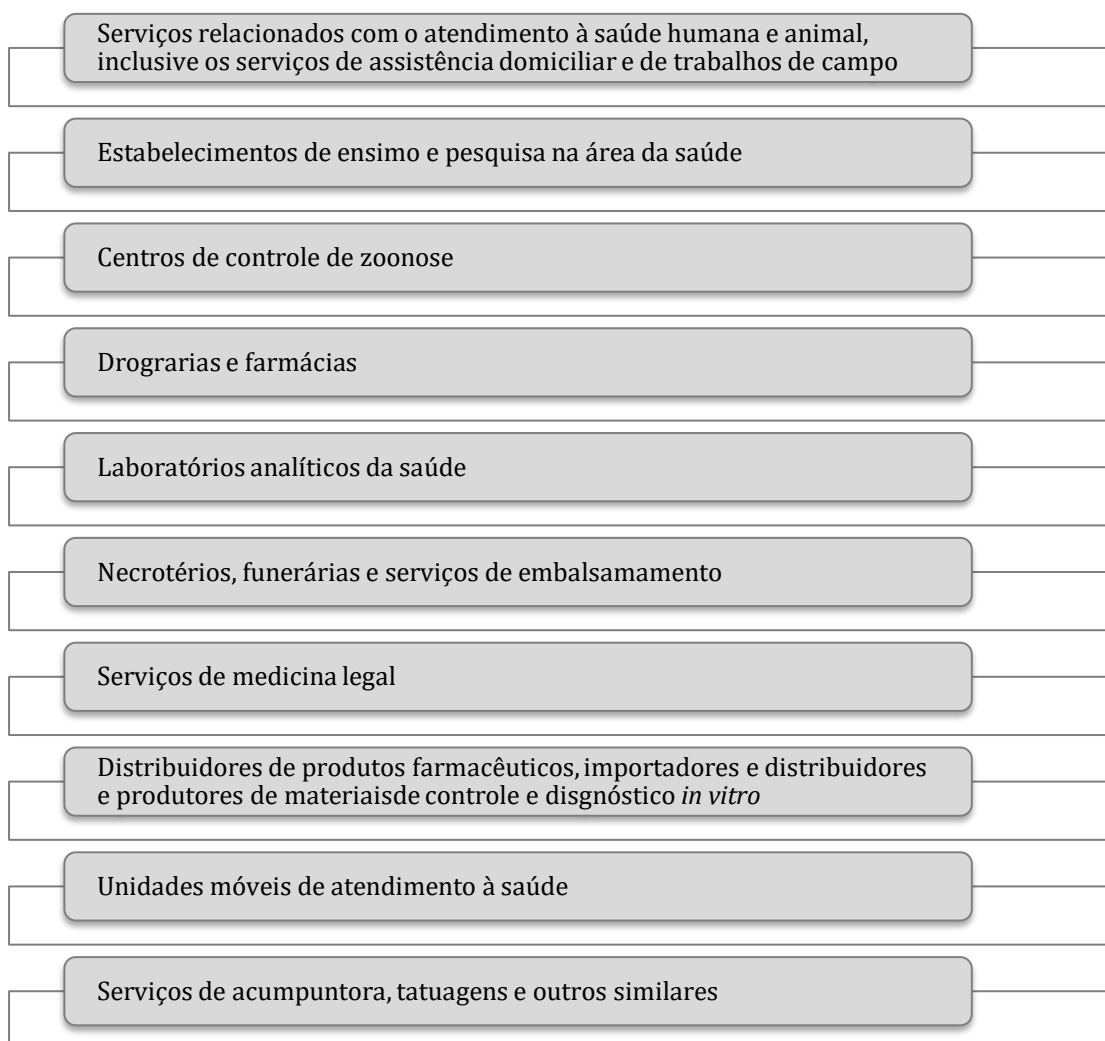 Serviços relacionados com o atendimento à saúde humana e animal,
inclusive os serviços de assistência domiciliar e de trabalhos de campo
Estabelecimentos de ensimo e pesquisa na área da saúde
Centros de controle de zoonose
Drograrias e farmácias
Laboratórios analíticos da saúde
Necrotérios, funerárias e serviços de embalsamamento
Serviços de medicina legal
Distribuidores de produtos farmacêuticos, importadores e distribuidores
e produtores de materiaisde controle e disgnóstico in vitro
Unidades móveis de atendimento à saúde
Serviços de acumpuntora, tatuagens e outros similares